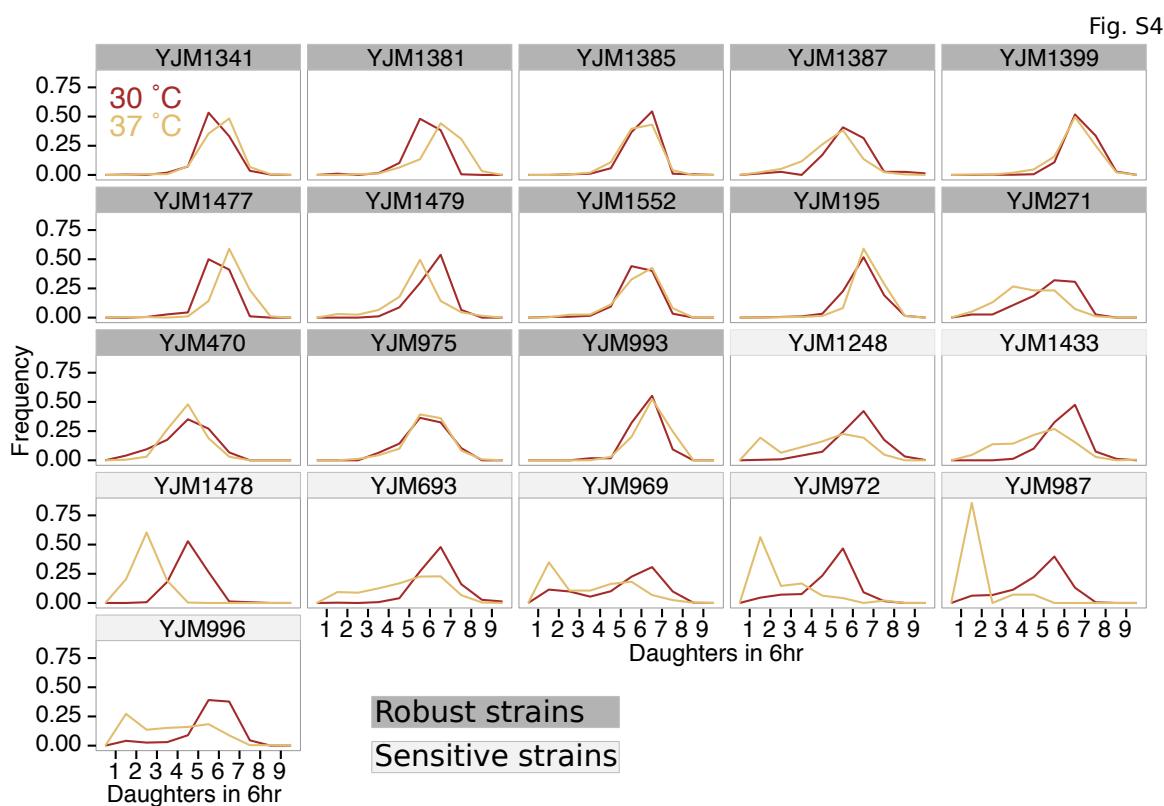 Fig. S4
YJM1341 YJM1381 YJM1385 YJM1387 YJM1399
0.75
0.50
0.25
0.00
30 °C
37 °C
YJM1477 YJM1479 YJM1552 YJM195 YJM271
0.75
0.50
0.25
0.00
YJM470 YJM975 YJM993 YJM1248 YJM1433
0.75
0.50
0.25
0.00
Frequency
YJM1478 YJM693 YJM969 YJM972 YJM987
0.75
0.50
0.25
0.00
1 2 3 4 5 6 7 8 9 1 2 3 4 5 6 7 8 9 1 2 3 4 5 6 7 8 9 1 2 3 4 5 6 7 8 9
Daughters in 6hr
YJM996
0.75
0.50
0.25
0.00
1 2 3 4 5 6 7 8 9
Daughters in 6hr
Robust strains
Sensitive strains